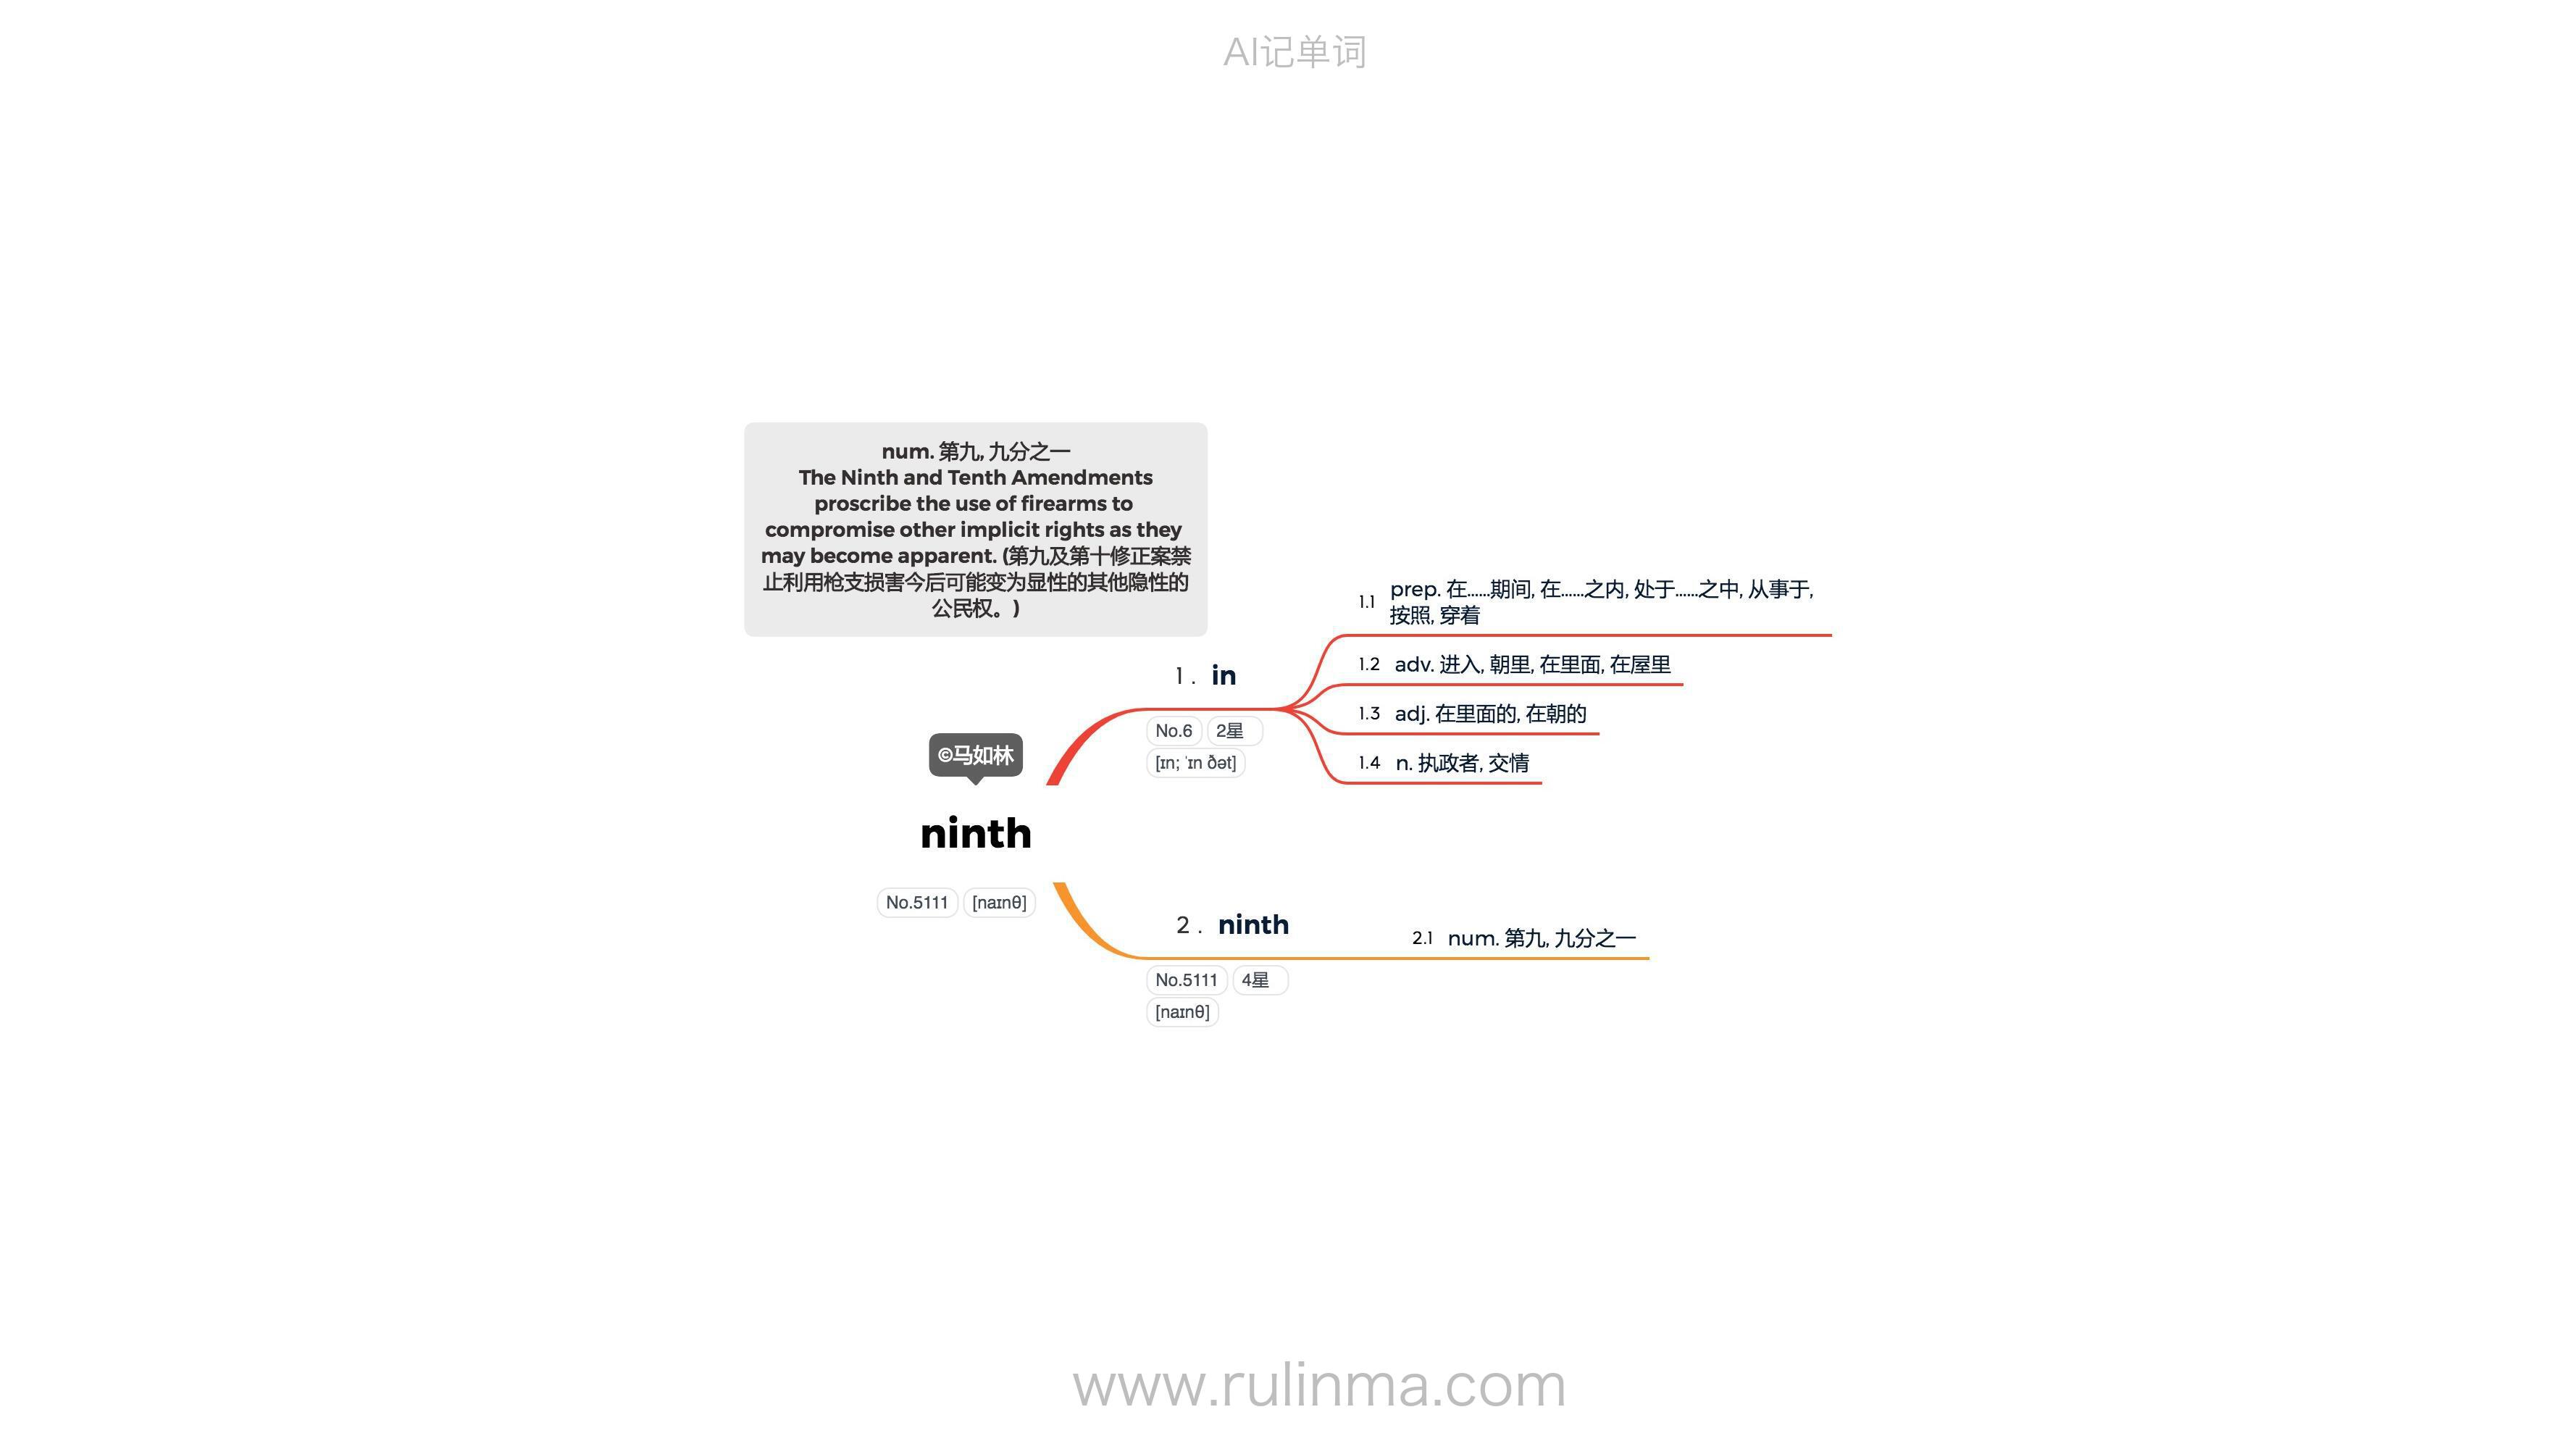 AI记单词
num. 第九, 九分之一
The Ninth and Tenth Amendments
proscribe the use of firearms to
compromise other implicit rights as they
may become apparent. (第九及第十修正案禁
止利用枪支损害今后可能变为显性的其他隐性的
公民权。)
1.1 prep. 在……期间, 在……之内, 处于……之中, 从事于,
按照, 穿着
1 . in
1.2 adv. 进入, 朝里, 在里面, 在屋里
1.3 adj. 在里面的, 在朝的
No.6 2星
[ɪn; ˈɪn ðət]
1.4 n. 执政者, 交情
©马如林
ninth
No.5111 [naɪnθ]
2 . ninth
2.1 num. 第九, 九分之一
No.5111 4星
[naɪnθ]
www.rulinma.com